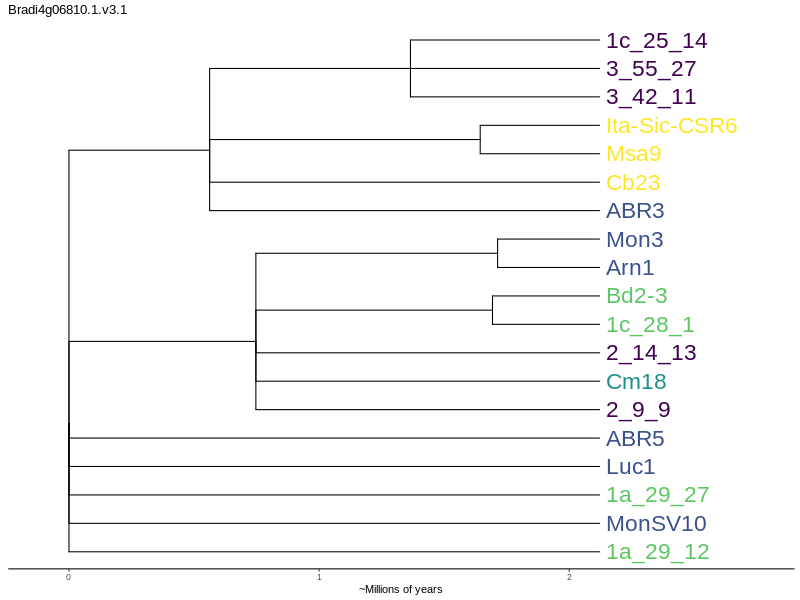 Bradi4g06810.1.v3.1
1c_25_14
3_55_27
3_42_11
Ita-Sic-CSR6
Msa9
Cb23
ABR3
Mon3
Arn1
Bd2-3
1c_28_1
2_14_13
Cm18
2_9_9
ABR5
Luc1
1a_29_27
MonSV10
1a_29_12
0 1 2
~Millions of years